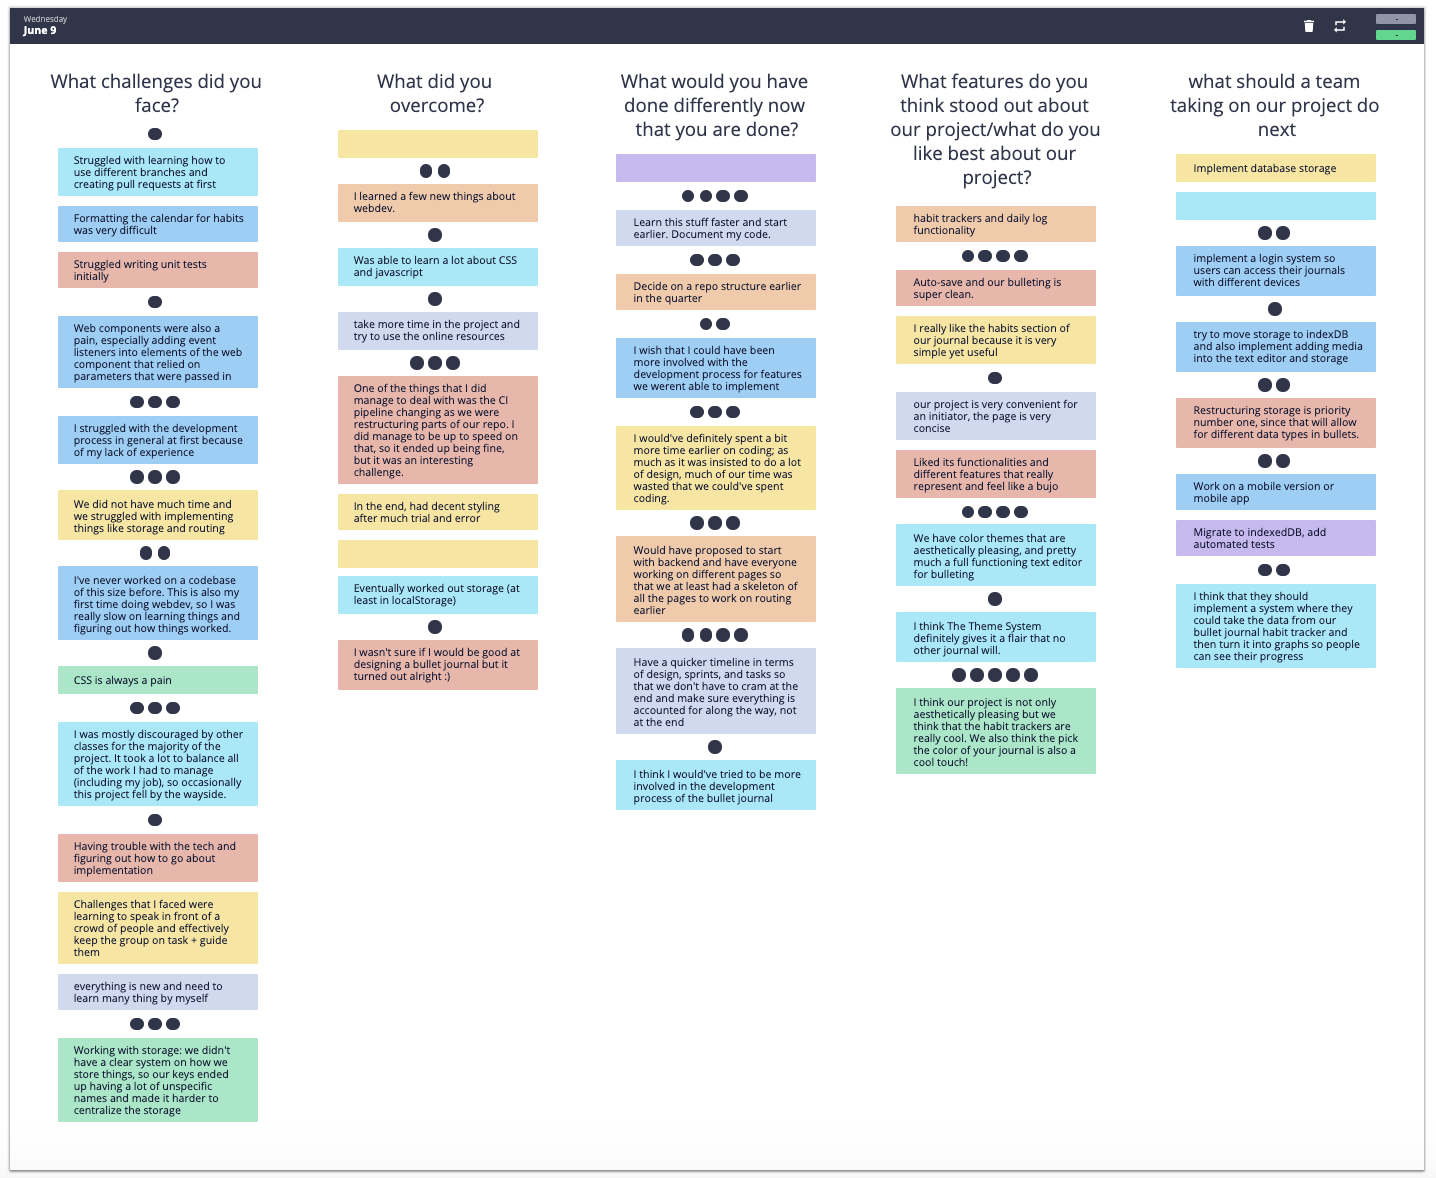 Wednesday
June 9
What challenges did you
face?
Struggled with learning how to
use different branches and
creating pull requests at first
Formatting the calendar for habits
was very difficult
Struggled writing unit tests
initially
Web components were also a
pain, especially adding event
listeners into elements of the web
component that relied on
parameters that were passed in
I struggled with the development
process in general at first because
of my lack of experience
We did not have much time and
we struggled with implementing
things like storage and routing
I've never worked on a codebase
of this size before. This is also my
first time doing webdev, so I was
really slow on learning things and
figuring out how things worked.
CSS is always a pain
I was mostly discouraged by other
classes for the majority of the
project. It took a lot to balance all
of the work I had to manage
(including my job), so occasionally
this project fell by the wayside.
Having trouble with the tech and
figuring out how to go about
implementation
Challenges that I faced were
learning to speak in front of a
crowd of people and effectively
keep the group on task + guide
them
everything is new and need to
learn many thing by myself
Working with storage: we didn't
have a clear system on how we
store things, so our keys ended
up having a lot of unspecific
names and made it harder to
centralize the storage
What did you
overcome?
I learned a few new things about
webdev.
Was able to learn a lot about CSS
and javascript
take more time in the project and
try to use the online resources
One of the things that I did
manage to deal with was the CI
pipeline changing as we were
restructuring parts of our repo. I
did manage to be up to speed on
that, so it ended up being fine,
but it was an interesting
challenge.
In the end, had decent styling
after much trial and error
Eventually worked out storage (at
least in localStorage)
I wasn't sure if I would be good at
designing a bullet journal but it
turned out alright :)
What would you have
done differently now
that you are done?
Learn this stuff faster and start
earlier. Document my code.
Decide on a repo structure earlier
in the quarter
I wish that I could have been
more involved with the
development process for features
we werent able to implement
I would've definitely spent a bit
more time earlier on coding; as
much as it was insisted to do a lot
of design, much of our time was
wasted that we could've spent
coding.
Would have proposed to start
with backend and have everyone
working on different pages so
that we at least had a skeleton of
all the pages to work on routing
earlier
Have a quicker timeline in terms
of design, sprints, and tasks so
that we don't have to cram at the
end and make sure everything is
accounted for along the way, not
at the end
I think I would've tried to be more
involved in the development
process of the bullet journal
What features do you
think stood out about
our project/what do you
like best about our
project?
habit trackers and daily log
functionality
Auto-save and our bulleting is
super clean.
I really like the habits section of
our journal because it is very
simple yet useful
our project is very convenient for
an initiator, the page is very
concise
Liked its functionalities and
different features that really
represent and feel like a bujo
We have color themes that are
aesthetically pleasing, and pretty
much a full functioning text editor
for bulleting
I think The Theme System
definitely gives it a flair that no
other journal will.
I think our project is not only
aesthetically pleasing but we
think that the habit trackers are
really cool. We also think the pick
the color of your journal is also a
cool touch!
what should a team
taking on our project do
next
Implement database storage
implement a login system so
users can access their journals
with different devices
try to move storage to indexDB
and also implement adding media
into the text editor and storage
Restructuring storage is priority
number one, since that will allow
for different data types in bullets.
Work on a mobile version or
mobile app
Migrate to indexedDB, add
automated tests
I think that they should
implement a system where they
could take the data from our
bullet journal habit tracker and
then turn it into graphs so people
can see their progress